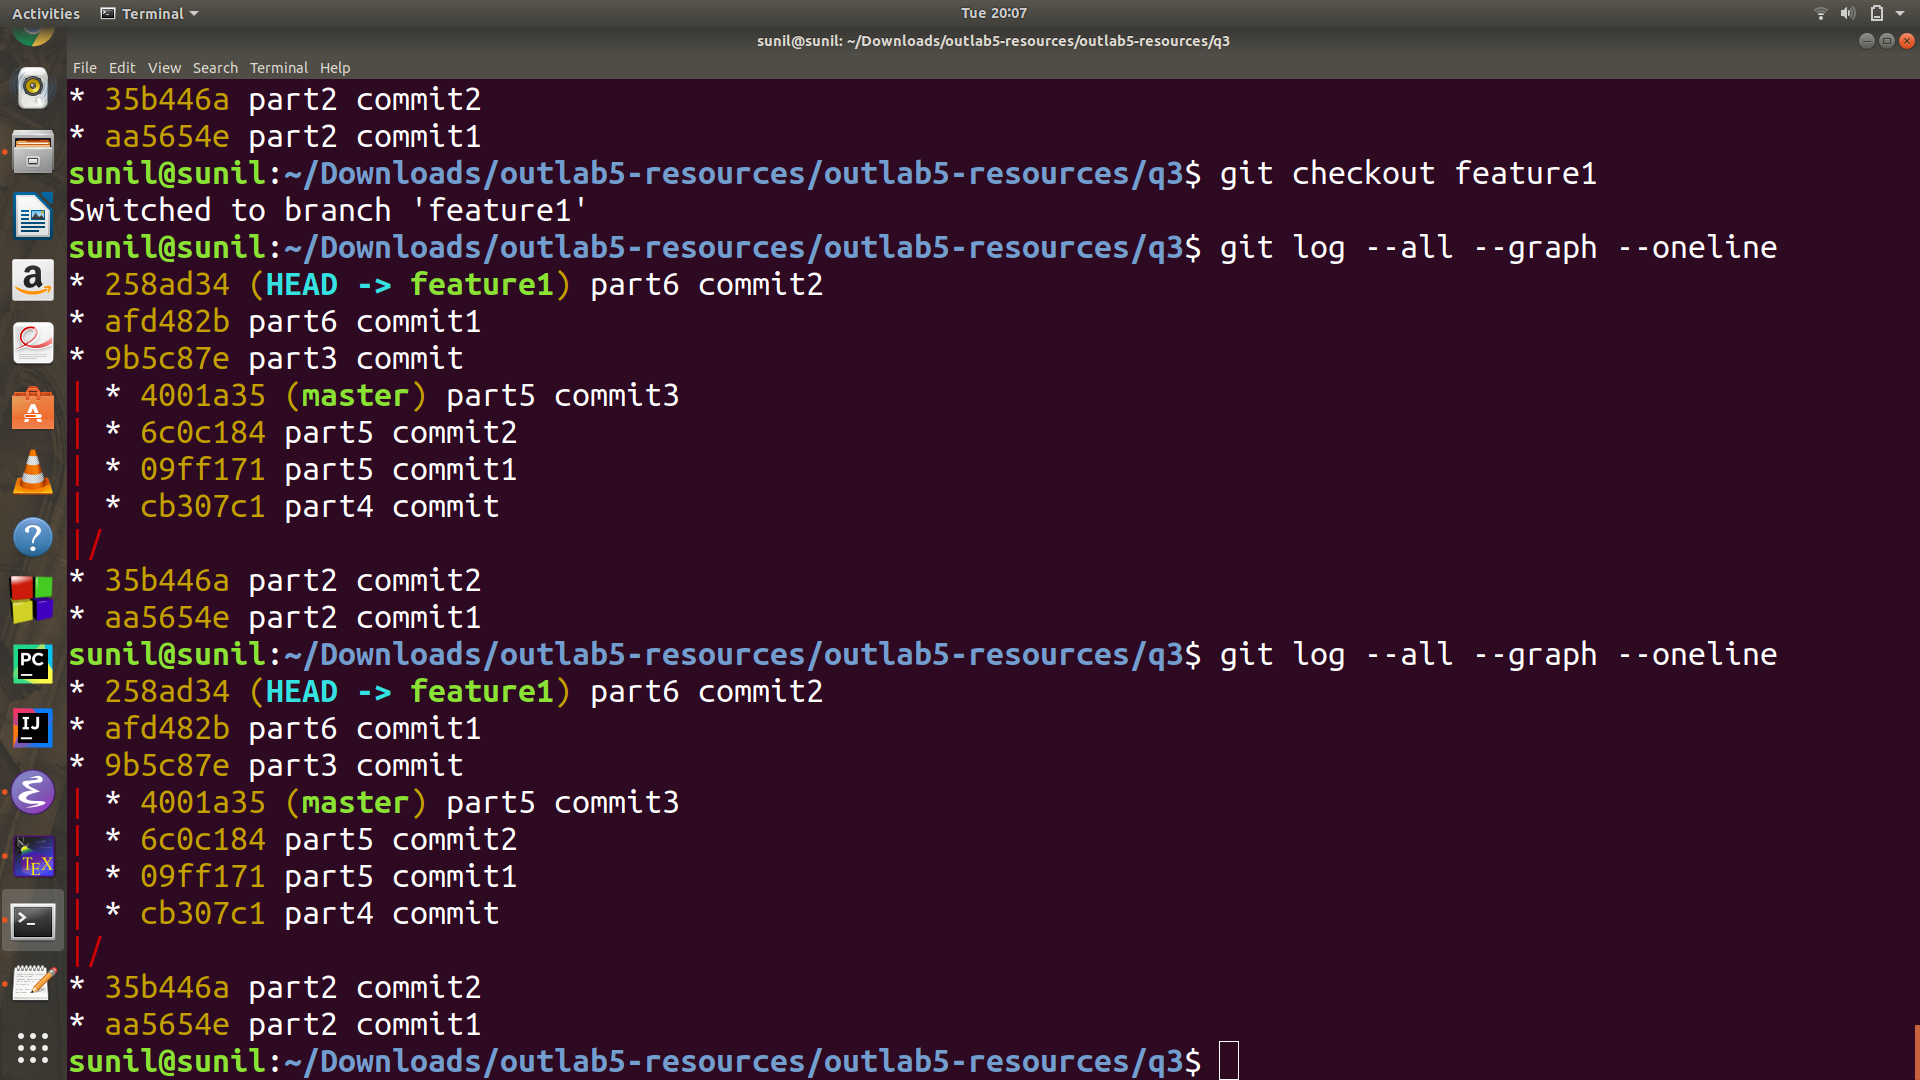 Activities Terminal Tue 20:07
sunil@sunil: ~/Downloads/outlab5-resources/outlab5-resources/q3
File Edit View Search Terminal Help
* 35b446a part2 commit2
* aa5654e part2 commit1
sunil@sunil:~/Downloads/outlab5-resources/outlab5-resources/q3$ git checkout feature1
Switched to branch 'feature1'
sunil@sunil:~/Downloads/outlab5-resources/outlab5-resources/q3$ git log --all --graph --oneline
* 258ad34 (HEAD -> feature1) part6 commit2
* afd482b part6 commit1
* 9b5c87e part3 commit
| * 4001a35 (master) part5 commit3
| * 6c0c184 part5 commit2
| * 09ff171 part5 commit1
| * cb307c1 part4 commit
|/
* 35b446a part2 commit2
* aa5654e part2 commit1
sunil@sunil:~/Downloads/outlab5-resources/outlab5-resources/q3$ git log --all --graph --oneline
* 258ad34 (HEAD -> feature1) part6 commit2
* afd482b part6 commit1
* 9b5c87e part3 commit
| * 4001a35 (master) part5 commit3
| * 6c0c184 part5 commit2
| * 09ff171 part5 commit1
| * cb307c1 part4 commit
|/
* 35b446a part2 commit2
* aa5654e part2 commit1
sunil@sunil:~/Downloads/outlab5-resources/outlab5-resources/q3$
a
A
?
PC
IJ
TEX
>_